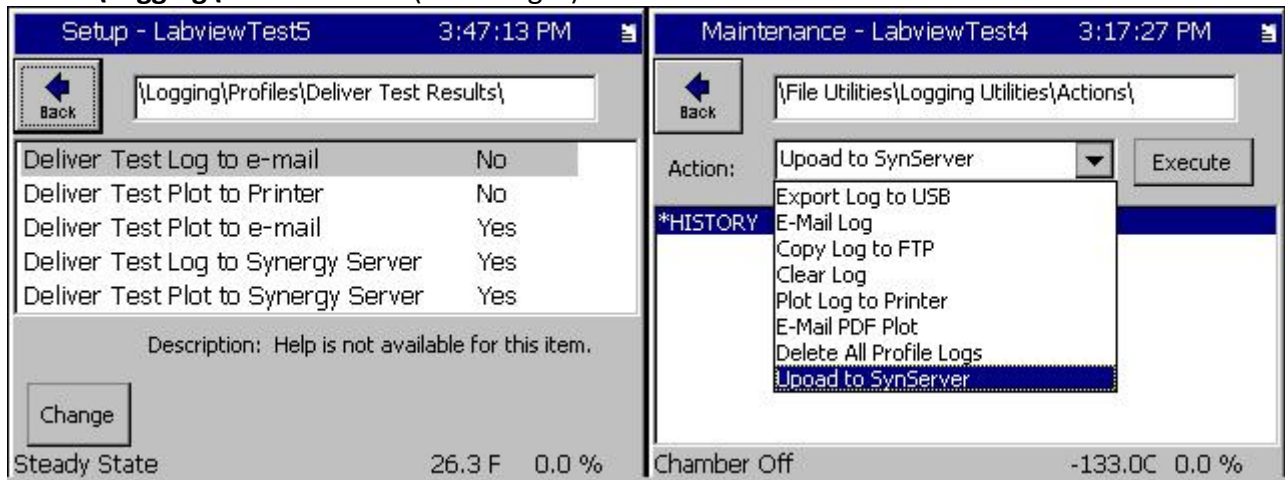 Setup - LabviewTest5 3:47:13 PM
Back
\Logging\Profiles\Deliver Test Results\
Deliver Test Log to e-mail No
Deliver Test Plot to Printer No
Deliver Test Plot to e-mail Yes
Deliver Test Log to Synergy Server Yes
Deliver Test Plot to Synergy Server Yes
Description: Help is not available for this item.
Change
Steady State 26.3 F 0.0 %
Maintenance - LabviewTest4 3:17:27 PM
Back
\File Utilities\Logging Utilities\Actions\
Action: Upoad to SynServer Execute
Export Log to USB
*HISTORY E-Mail Log
Copy Log to FTP
Clear Log
Plot Log to Printer
E-Mail PDF Plot
Delete All Profile Logs
Upoad to SynServer
Chamber Off -133.0C 0.0 %